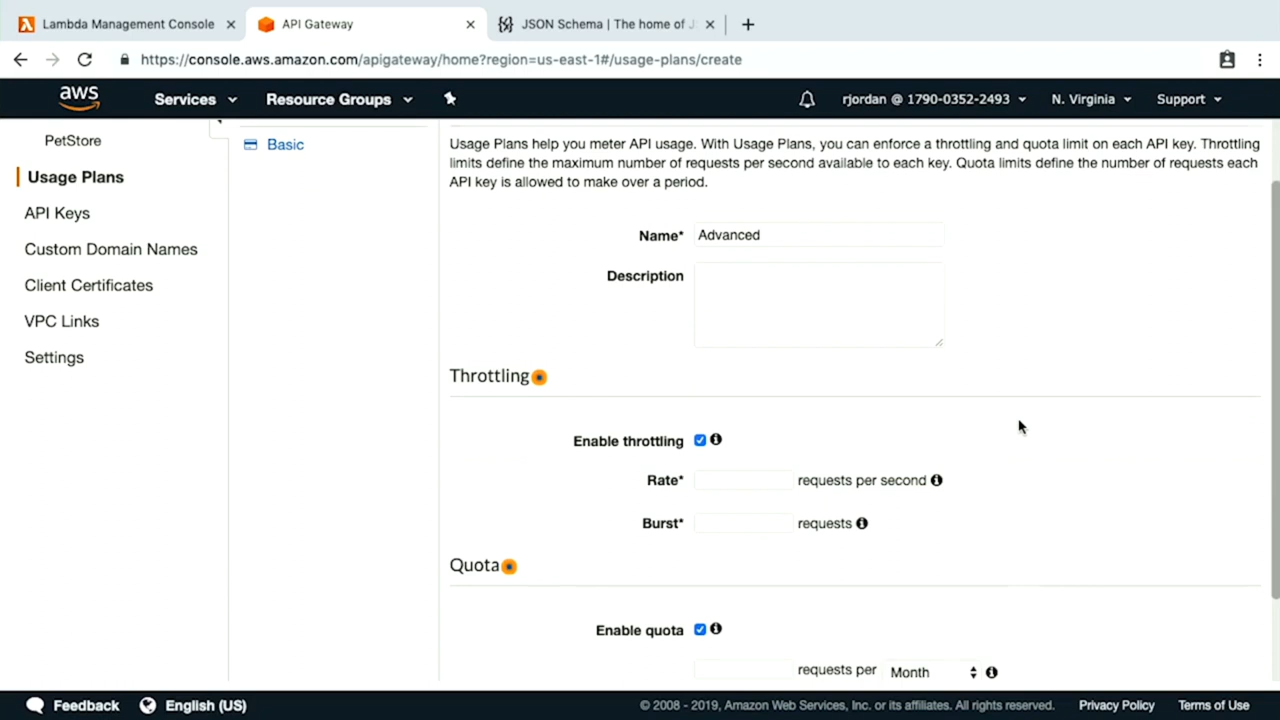 Lambda Management Console
API Gateway
JSON Schema | The home of J
https://console.aws.amazon.com/apigateway/home?region=us-east-1#/usage-plans/create
aws
Services
Resource Groups
rjordan @ 1790-0352-2493
N. Virginia
Support
PetStore
Usage Plans
API Keys
Custom Domain Names
Client Certificates
VPC Links
Settings
Basic
Usage Plans help you meter API usage. With Usage Plans, you can enforce a throttling and quota limit on each API key. Throttling
limits define the maximum number of requests per second available to each key. Quota limits define the number of requests each
API key is allowed to make over a period.
Name* Advanced
Description
Throttling
Enable throttling
Rate* requests per second
Burst* requests
Quota
Enable quota
requests per Month
Feedback
English (US)
© 2008 - 2019, Amazon Web Services, Inc. or its affiliates. All rights reserved.
Privacy Policy
Terms of Use